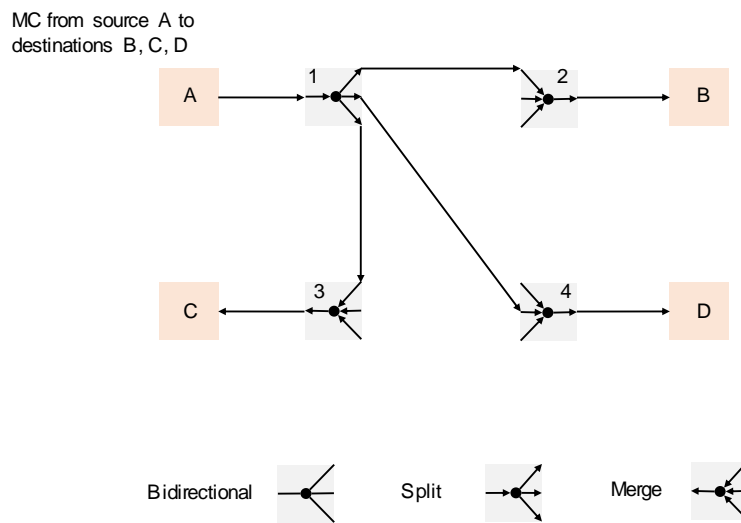 MC from source A to
destinations B, C, D
1
2
A
B
3
4
C
D
Bidirectional
Split
Merge